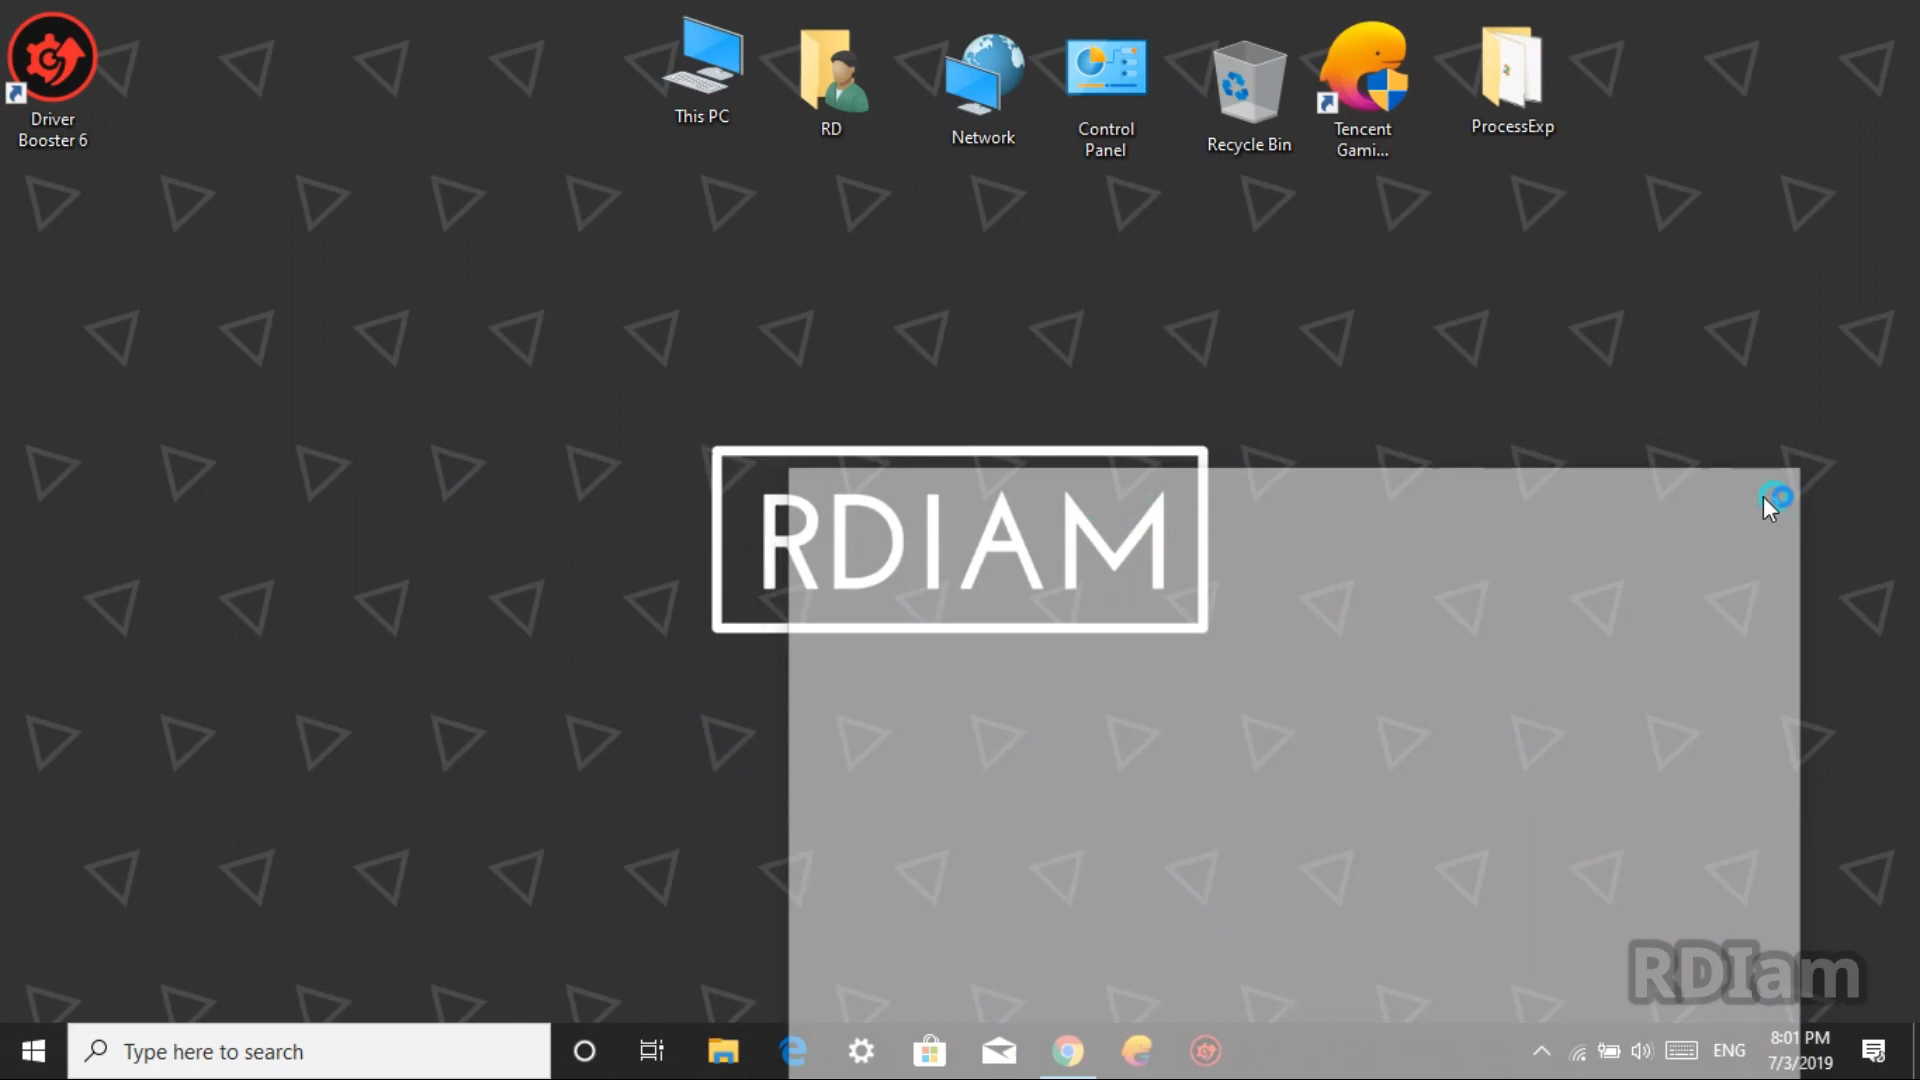 Driver
Booster 6
This PC
RD
Network
Control
Panel
Recycle Bin
Tencent
Gami...
ProcessExp
RDIAM
RDIam
Type here to search
ENG
8:01 PM
7/3/2019